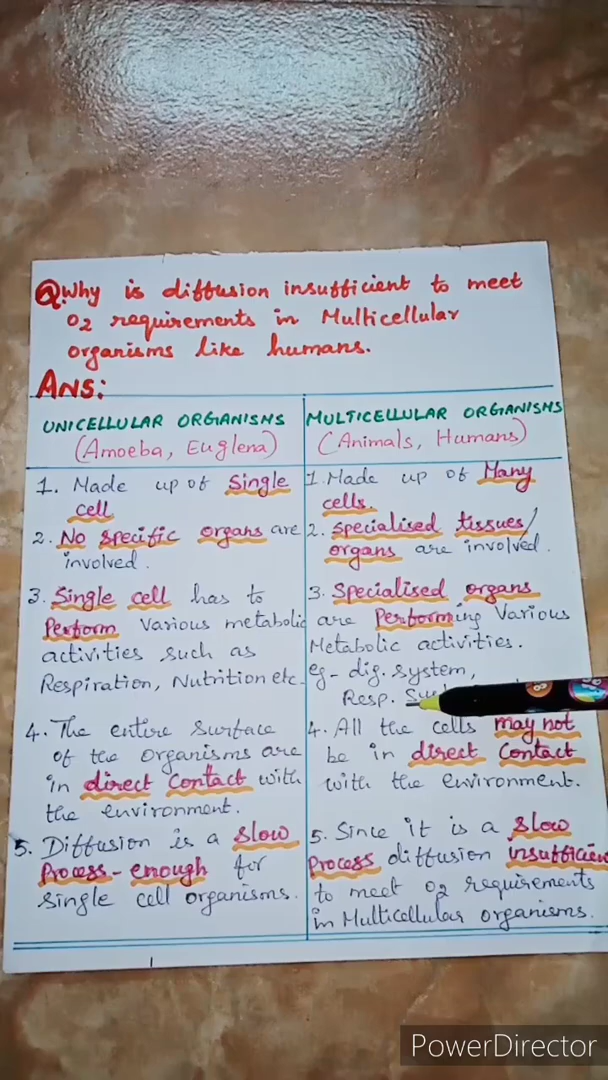 Q. Why is diffusion insufficient to meet
O2 requirements in Multicellular
organisms like humans.
ANS:
UNICELLULAR ORGANISMS
(Amoeba, Euglena)
1. Made up of Single
cell
2. No specific organs are
involved.
3. Single cell has to
Perform various metabolic
activities such as
Respiration, Nutrition etc.
4. The entire surface
of the organisms are
in direct contact with
the environment.
5. Diffusion is a slow
Process - enough for
single cell organisms.
MULTICELLULAR ORGANISMS
(Animals, Humans)
1. Made up of Many
cells.
2. Specialised tissues/
organs are involved.
3. Specialised organs
are Performing various
Metabolic activities.
eg - dig. system,
Resp.
4. All the cells may not
be in direct contact
with the environment.
5. Since it is a slow
Process diffusion insufficien
to meet O2 requirements
in Multicellular organisms.
PowerDirector